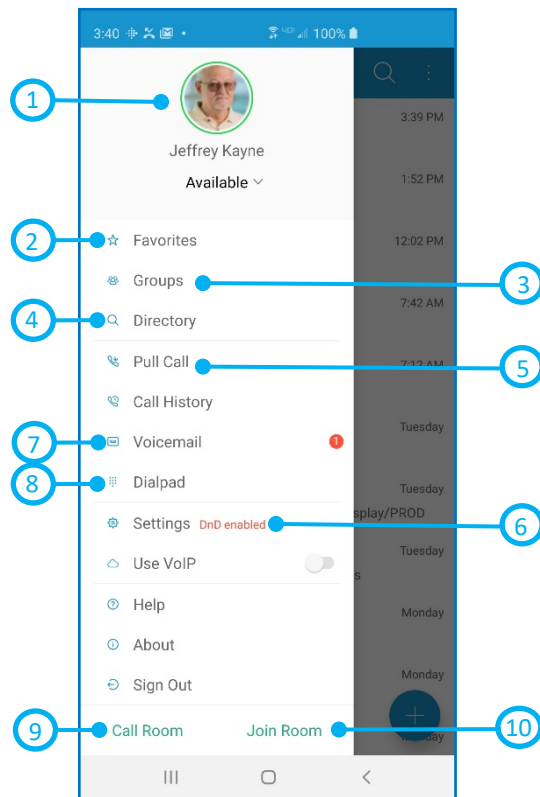 3:40 100%
1
3:39 PM
Jeffrey Kayne
Available
1:52 PM
2
Favorites
12:02 PM
Groups
3
7:42 AM
4
Directory
Pull Call
7:12 AM
5
Call History
Tuesday
7
Voicemail
1
8
Dialpad
Tuesday
splay/PROD
Settings DnD enabled
6
Use VoIP
Tuesday
s
Help
Monday
About
Sign Out
Monday
9
Call Room
Join Room
10